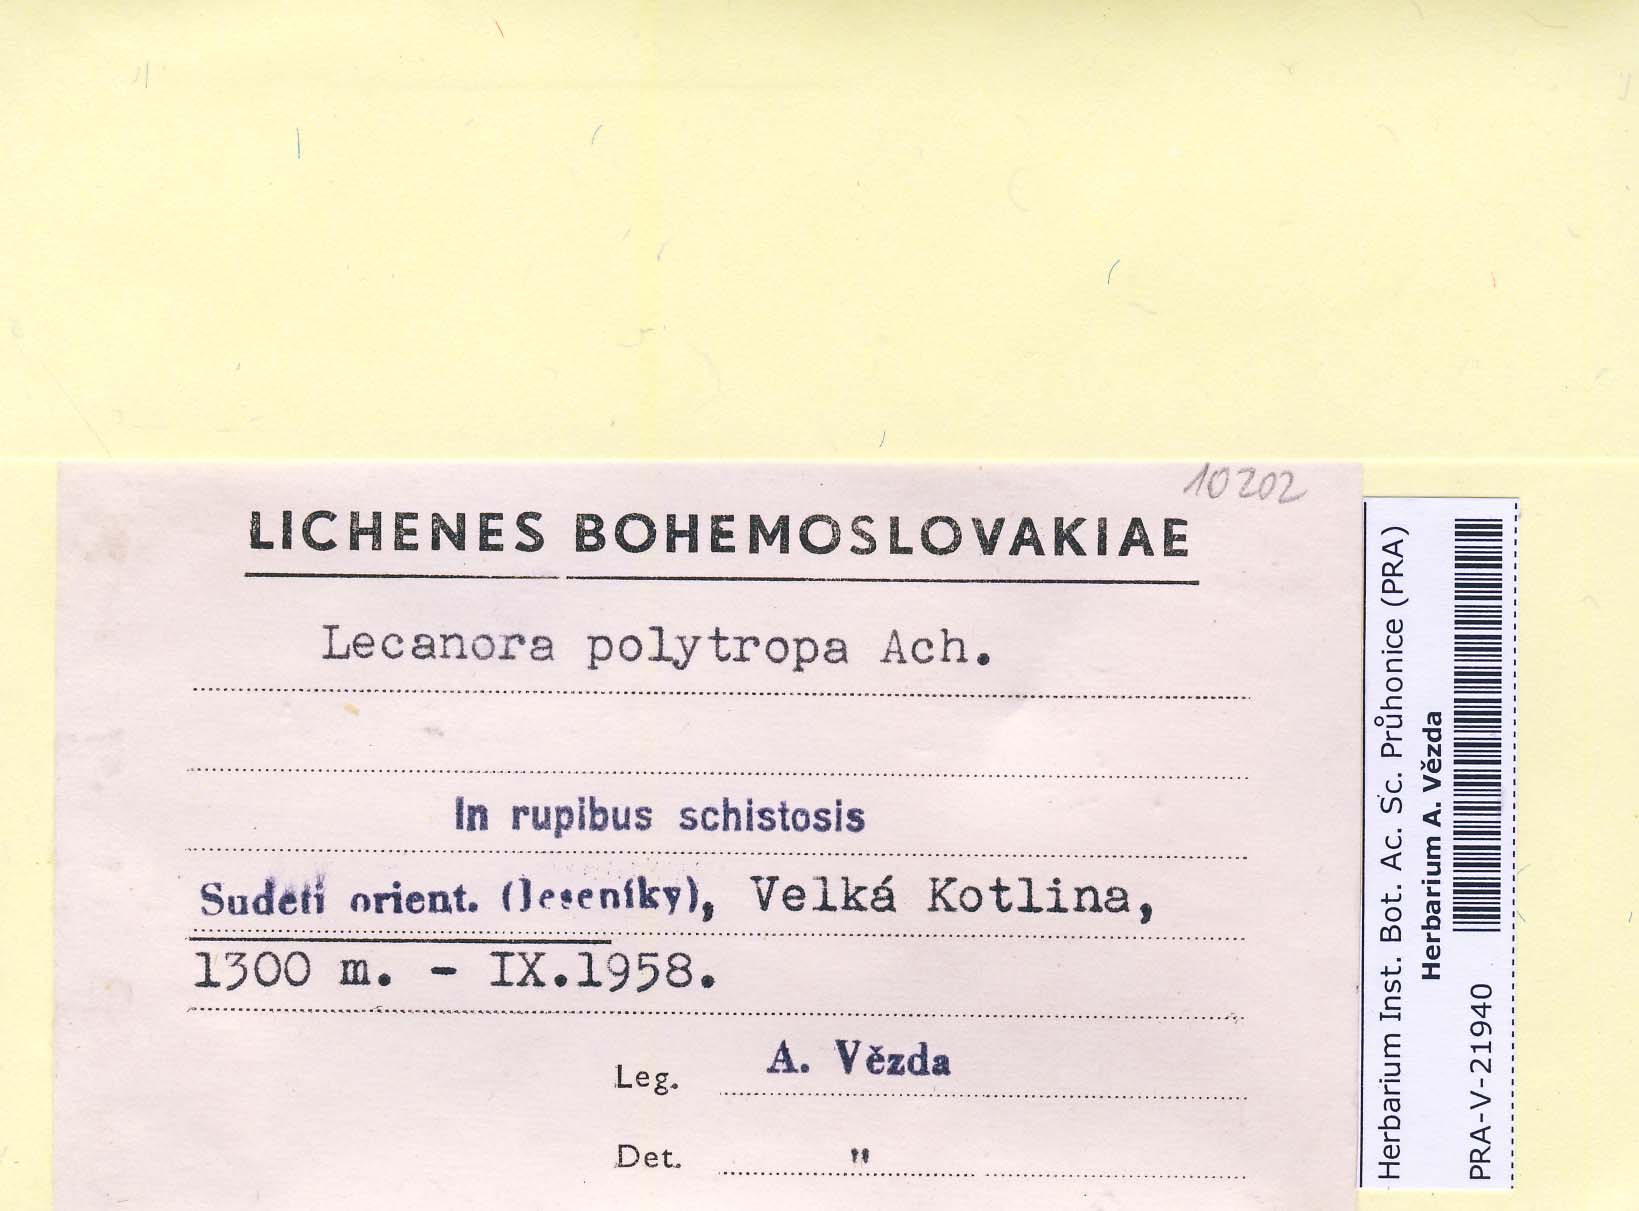 10202
LICHENES BOHEMOSLOVAKIAE
Lecanora polytropa Ach.
In rupibus schistosis
Sudeti orient. (Jeseníky), Velká Kotlina,
1300 m. - IX.1958.
Leg. A. Vězda
Det. "
Herbarium Inst. Bot. Ac. Sc. Průhonice (PRA)
Herbarium A. Vězda
PRA-V-21940